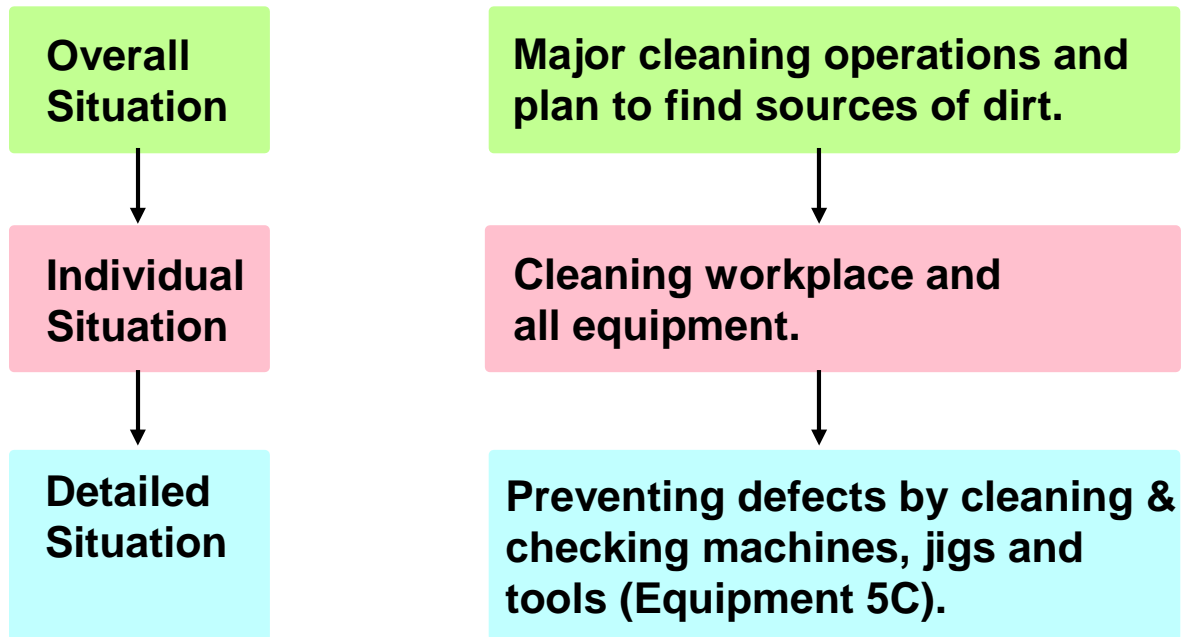 Overall
Situation
Major cleaning operations and
plan to find sources of dirt.
Individual
Situation
Cleaning workplace and
all equipment.
Detailed
Situation
Preventing defects by cleaning &
checking machines, jigs and
tools (Equipment 5C).